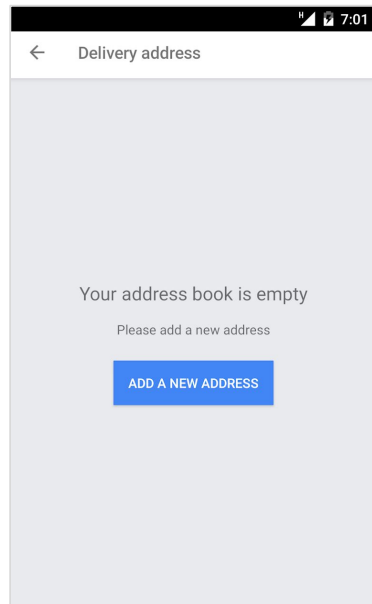 H 7:01
Delivery address
Your address book is empty
Please add a new address
ADD A NEW ADDRESS